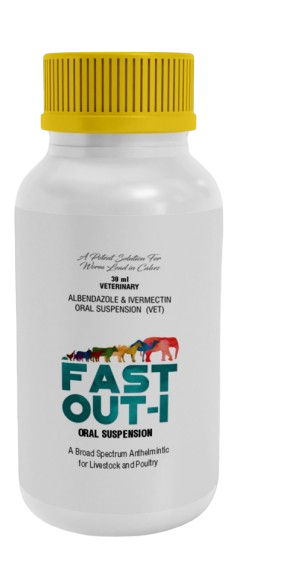 A Potent Solution For
Worm Load in Calves
30 ml
VETERINARY
ALBENDAZOLE & IVERMECTIN
ORAL SUSPENSION (VET)
FAST
OUT-I
ORAL SUSPENSION
A Broad Spectrum Anthelmintic
for Livestock and Poultry